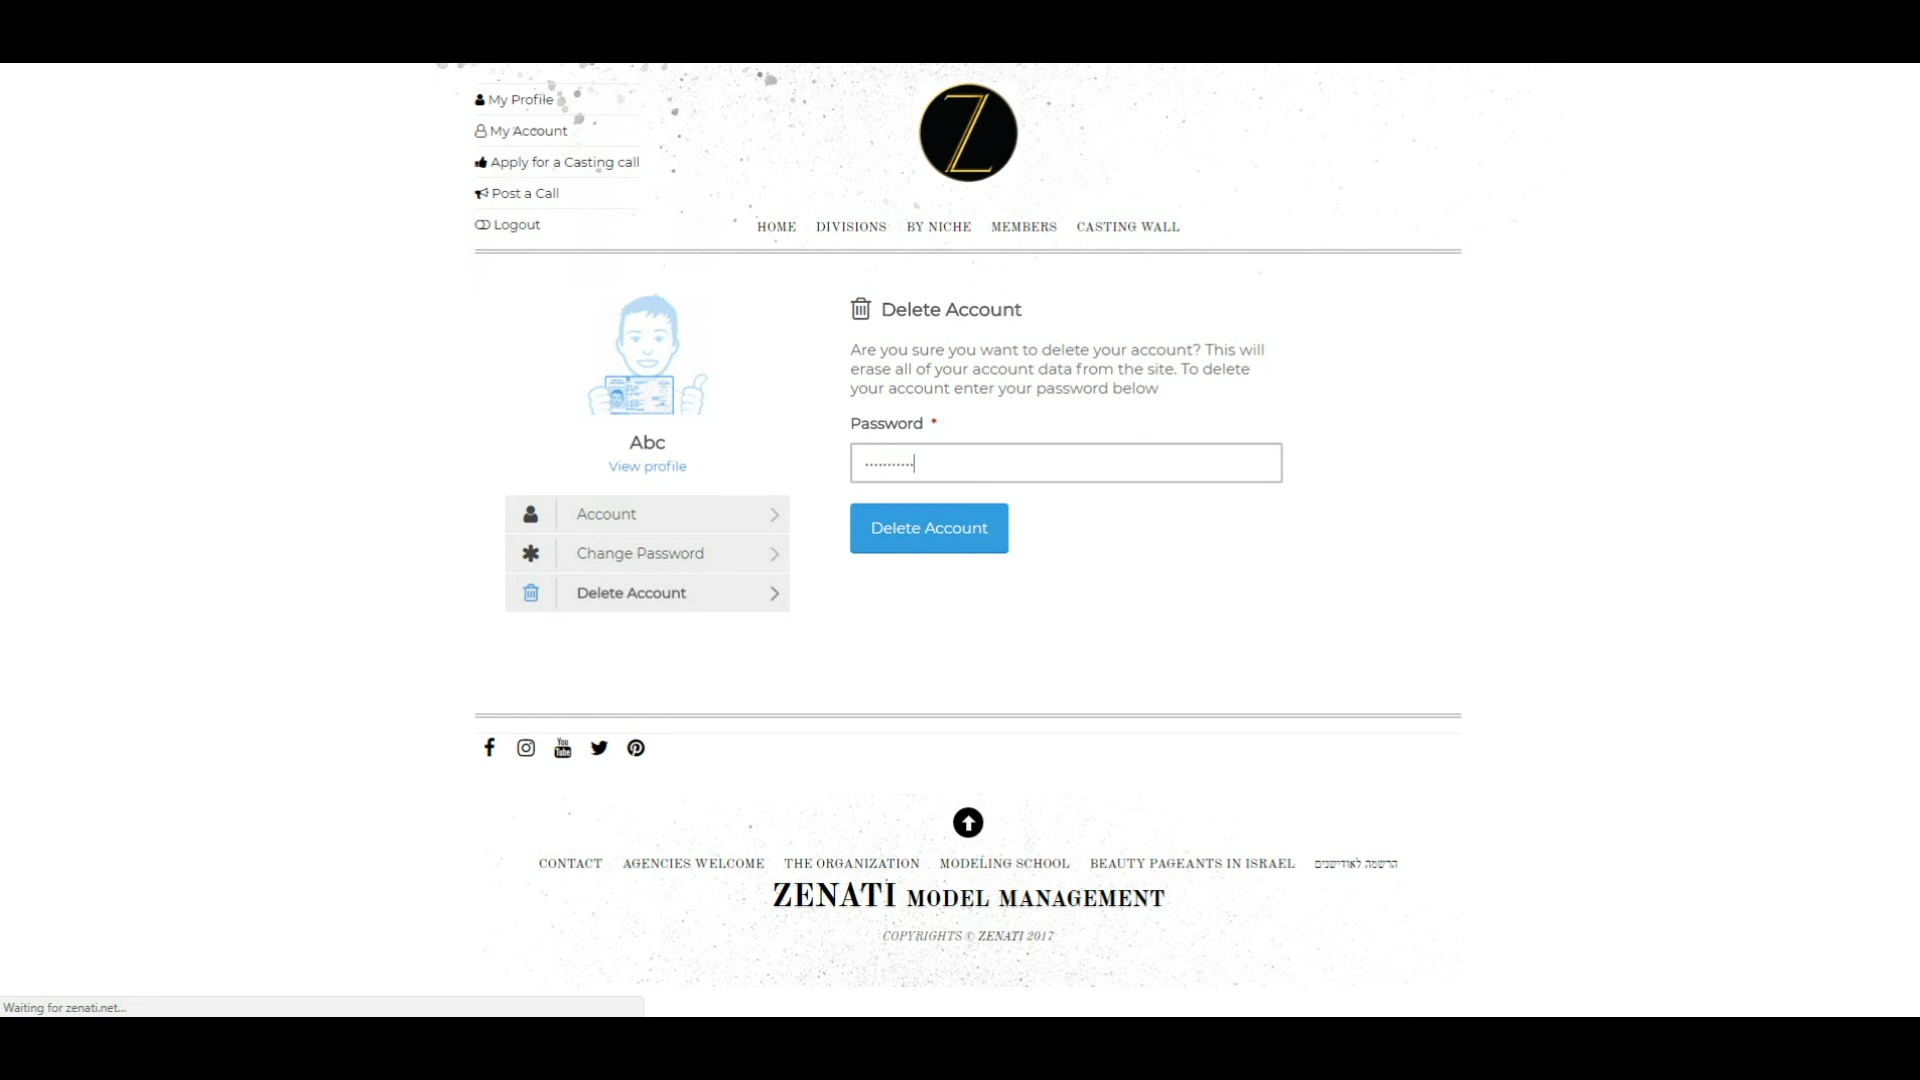 My Profile
My Account
Apply for a Casting call
Post a Call
Logout
Z
HOME DIVISIONS BY NICHE MEMBERS CASTING WALL
Abc
View profile
Account
Change Password
Delete Account
Delete Account
Are you sure you want to delete your account? This will
erase all of your account data from the site. To delete
your account enter your password below
Password *
Delete Account
You
Tube
CONTACT AGENCIES WELCOME THE ORGANIZATION MODELING SCHOOL BEAUTY PAGEANTS IN ISRAEL הרשמה לאודישנים
ZENATI MODEL MANAGEMENT
COPYRIGHTS © ZENATI 2017
Waiting for zenati.net...